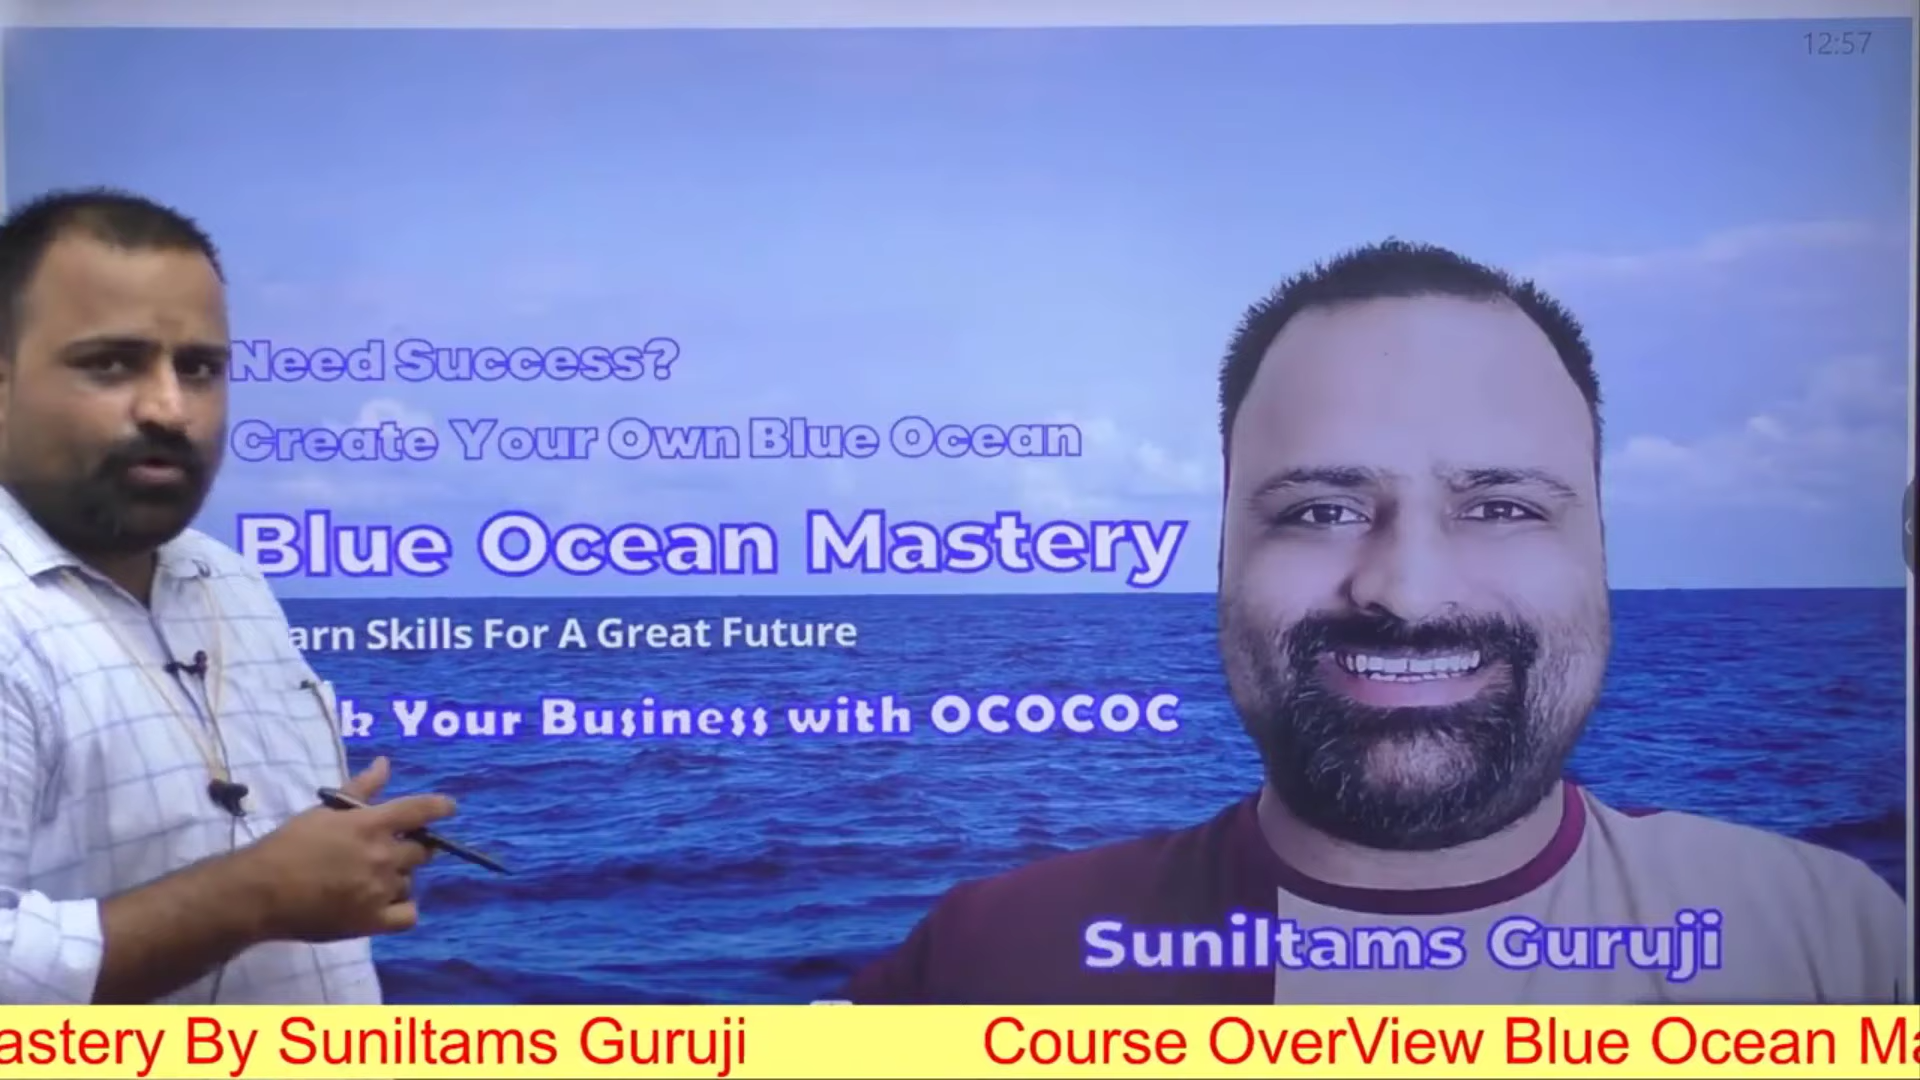 12:57
Need Success?
Create Your Own Blue Ocean
Blue Ocean Mastery
arn Skills For A Great Future
k Your Business with OCOCOC
Suniltams Guruji
astery By Suniltams Guruji Course OverView Blue Ocean Ma